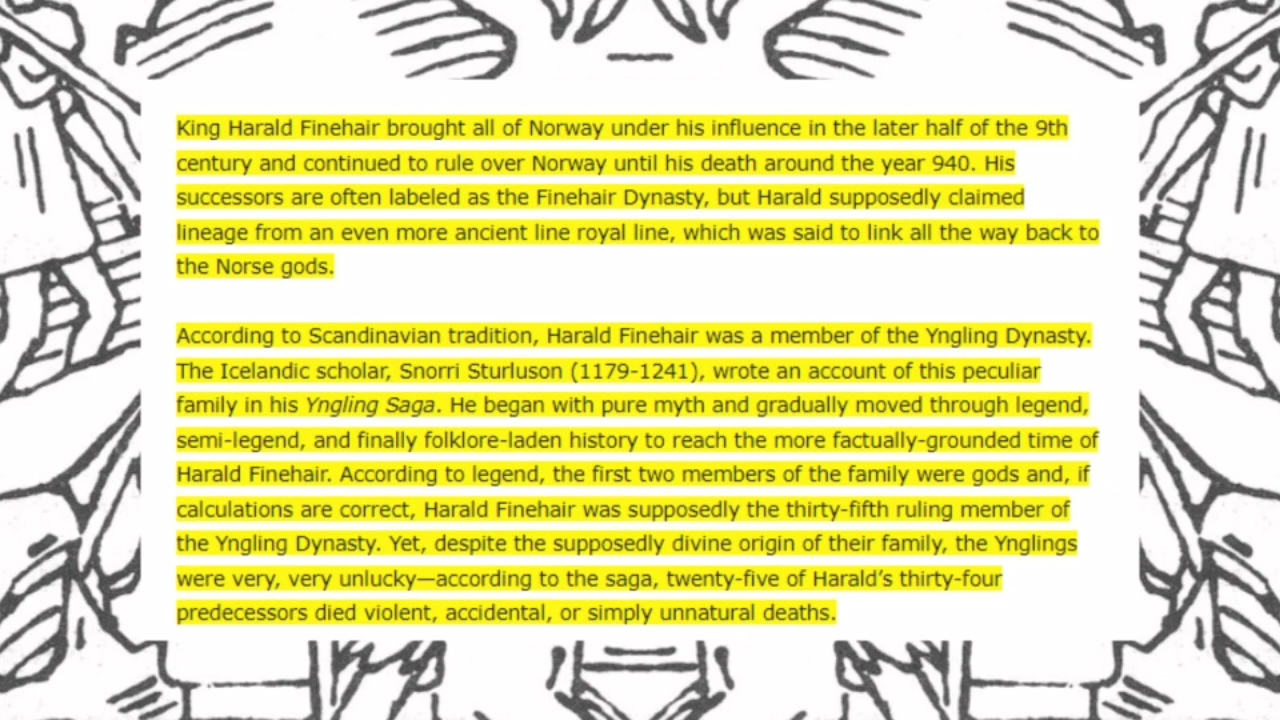 King Harald Finehair brought all of Norway under his influence in the later half of the 9th
century and continued to rule over Norway until his death around the year 940. His
successors are often labeled as the Finehair Dynasty, but Harald supposedly claimed
lineage from an even more ancient line royal line, which was said to link all the way back to
the Norse gods.
According to Scandinavian tradition, Harald Finehair was a member of the Yngling Dynasty.
The Icelandic scholar, Snorri Sturluson (1179-1241), wrote an account of this peculiar
family in his Yngling Saga. He began with pure myth and gradually moved through legend,
semi-legend, and finally folklore-laden history to reach the more factually-grounded time of
Harald Finehair. According to legend, the first two members of the family were gods and, if
calculations are correct, Harald Finehair was supposedly the thirty-fifth ruling member of
the Yngling Dynasty. Yet, despite the supposedly divine origin of their family, the Ynglings
were very, very unlucky—according to the saga, twenty-five of Harald’s thirty-four
predecessors died violent, accidental, or simply unnatural deaths.